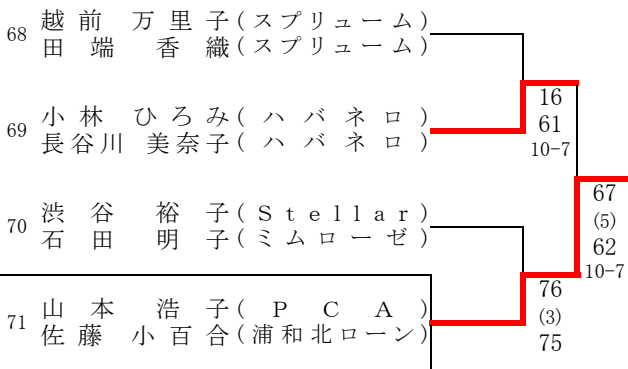 68 越前 万里子(スプリューム)
田端 香織(スプリューム)
69 小林 ひろみ(ハバネロ)
長谷川 美奈子(ハバネロ)
16
61
10-7
70 渋谷 裕子(Stellar)
石田 明子(ミムローゼ)
67
(5)
62
10-7
71 山本 浩子(PCA)
佐藤 小百合(浦和北ローン)
76
(3)
75